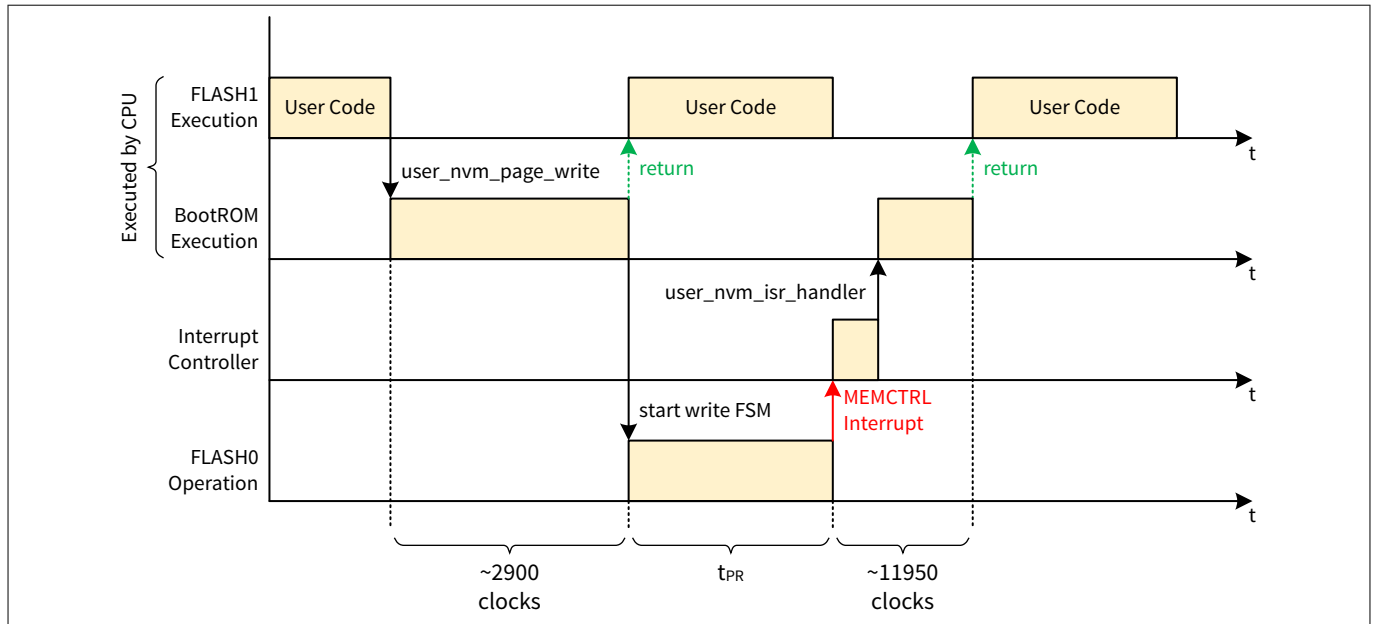 Executed by CPU
FLASH1
Execution
User Code
User Code
User Code
t
user_nvm_page_write
return
return
BootROM
Execution
t
user_nvm_isr_handler
Interrupt
Controller
t
MEMCTRL
Interrupt
start write FSM
FLASH0
Operation
t
~2900
clocks
tPR
~11950
clocks